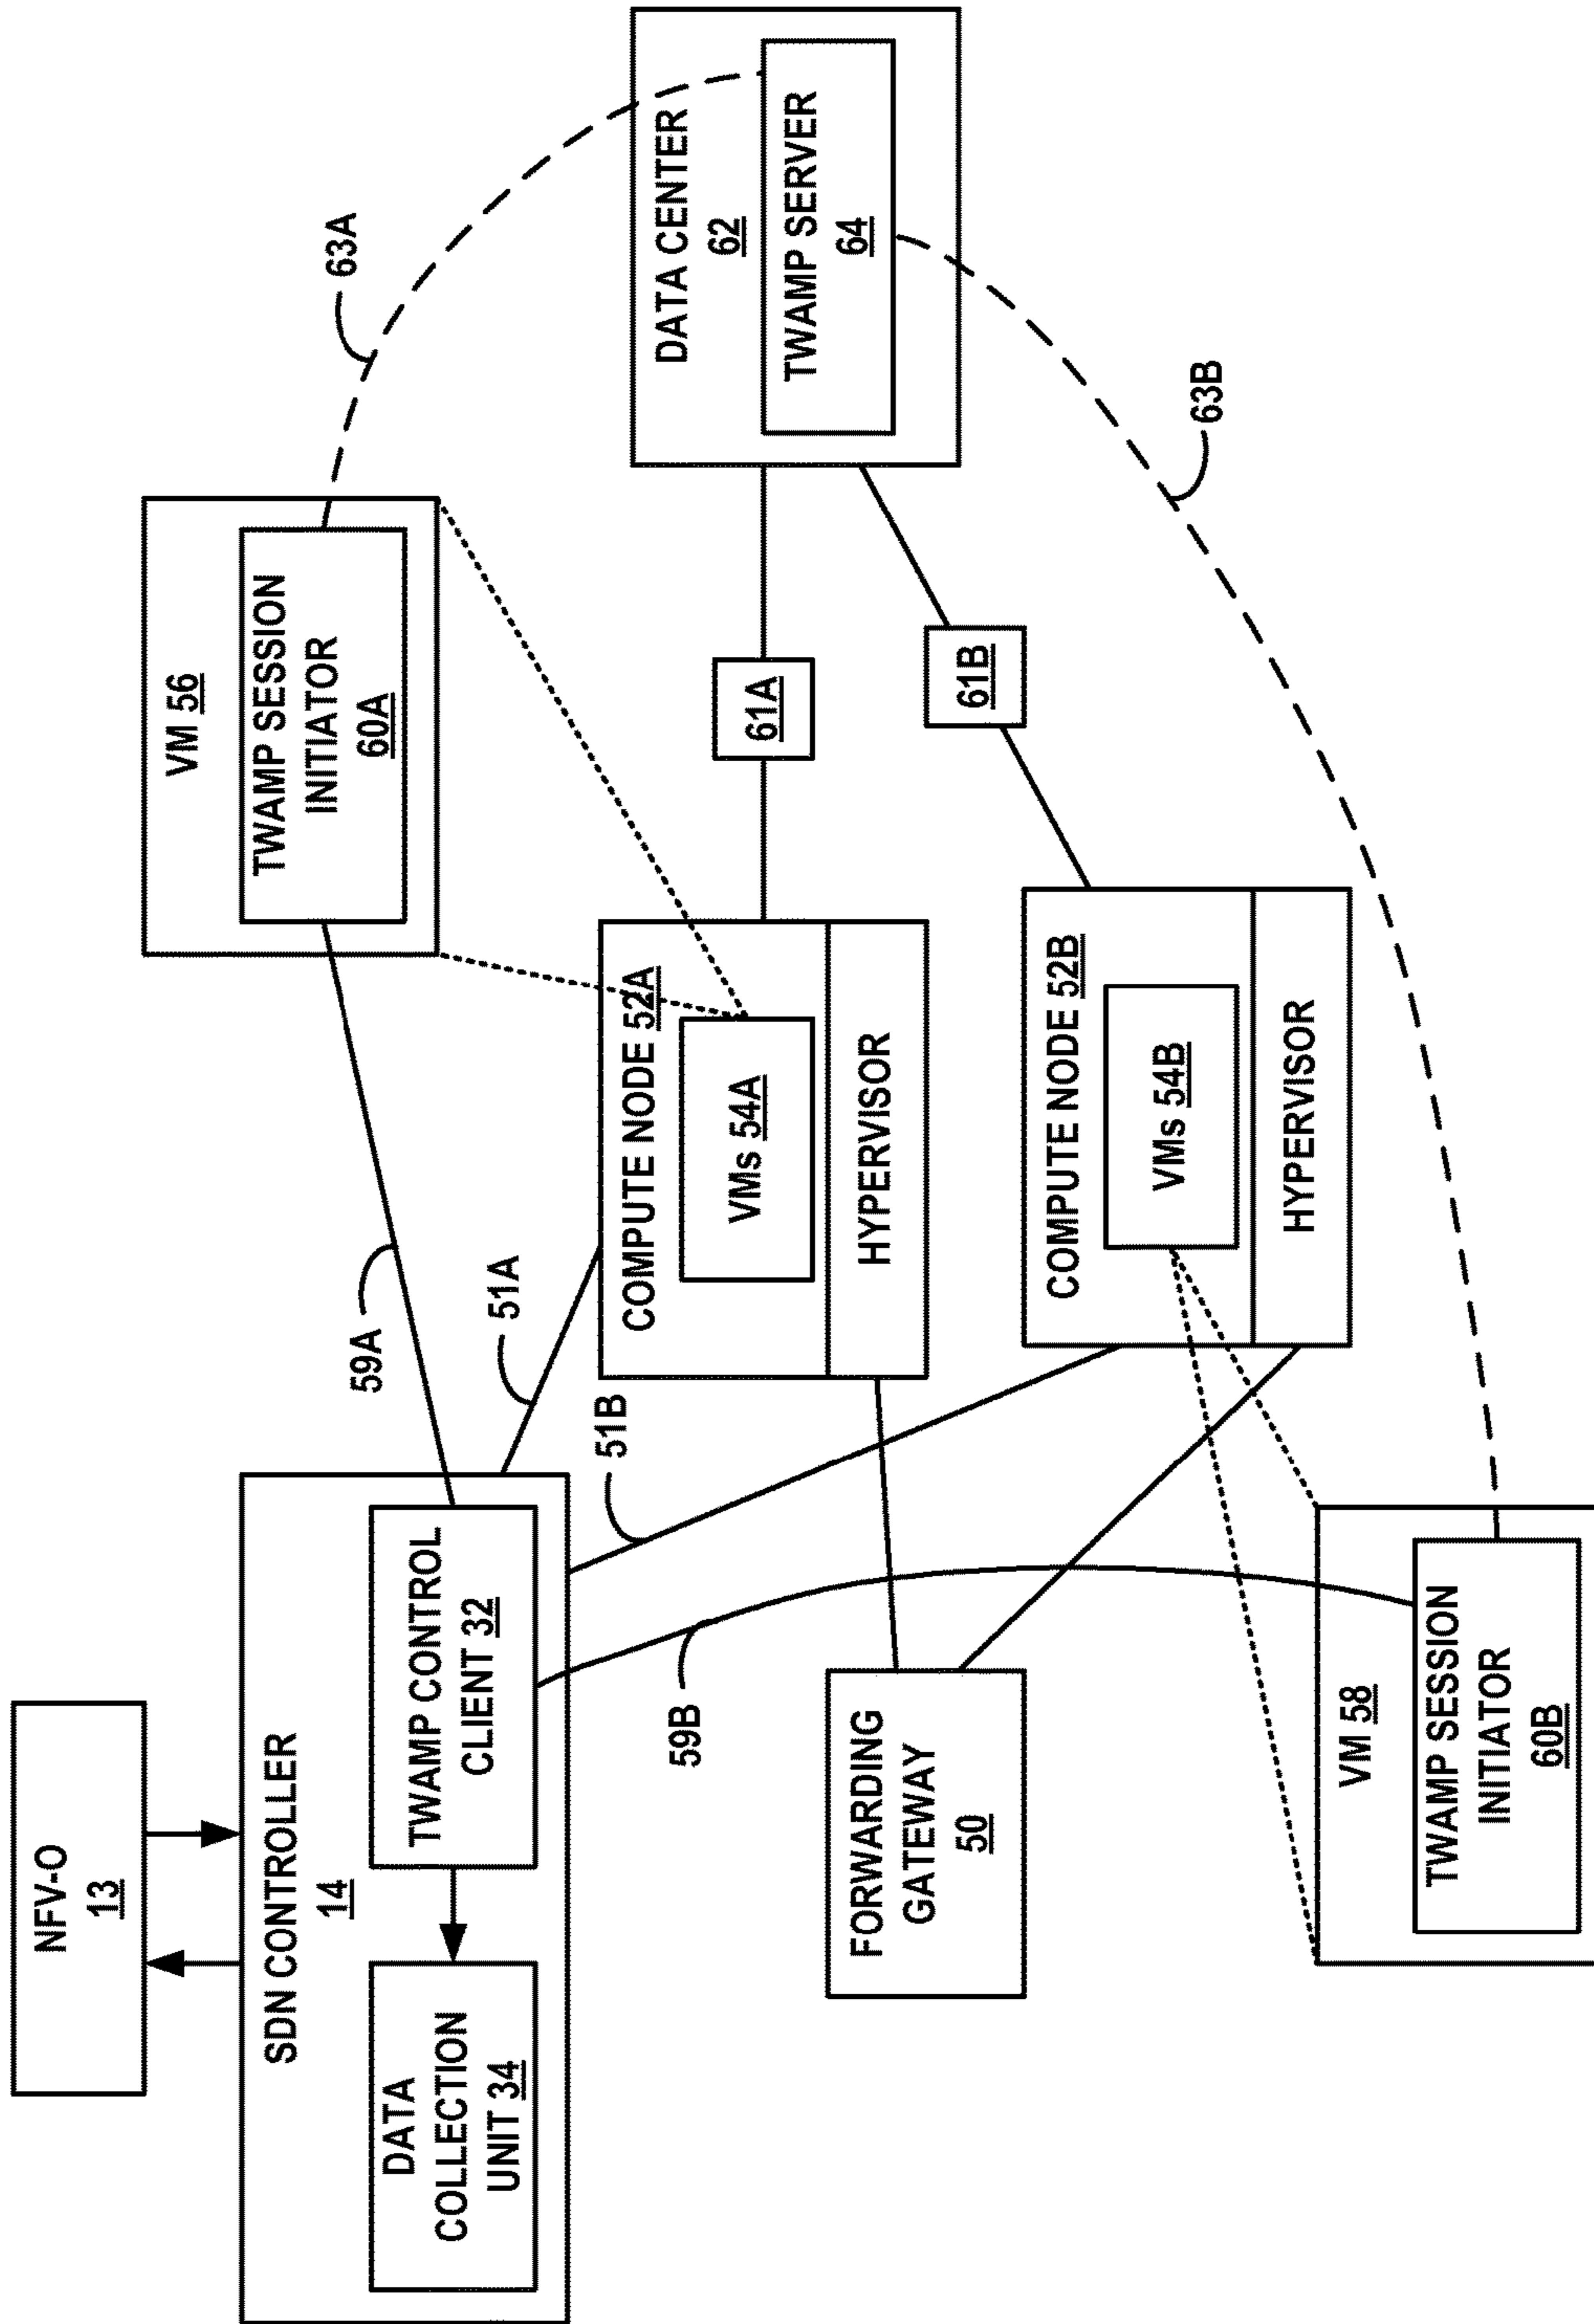 NFV-O
13
SDN CONTROLLER
14
DATA
COLLECTION
UNIT 34
TWAMP CONTROL
CLIENT 32
59A
51A
51B
59B
VM 56
TWAMP SESSION
INITIATOR
60A
63A
COMPUTE NODE 52A
VMs 54A
HYPERVISOR
61A
DATA CENTER
62
TWAMP SERVER
64
FORWARDING
GATEWAY
50
COMPUTE NODE 52B
VMs 54B
HYPERVISOR
61B
63B
VM 58
TWAMP SESSION
INITIATOR
60B